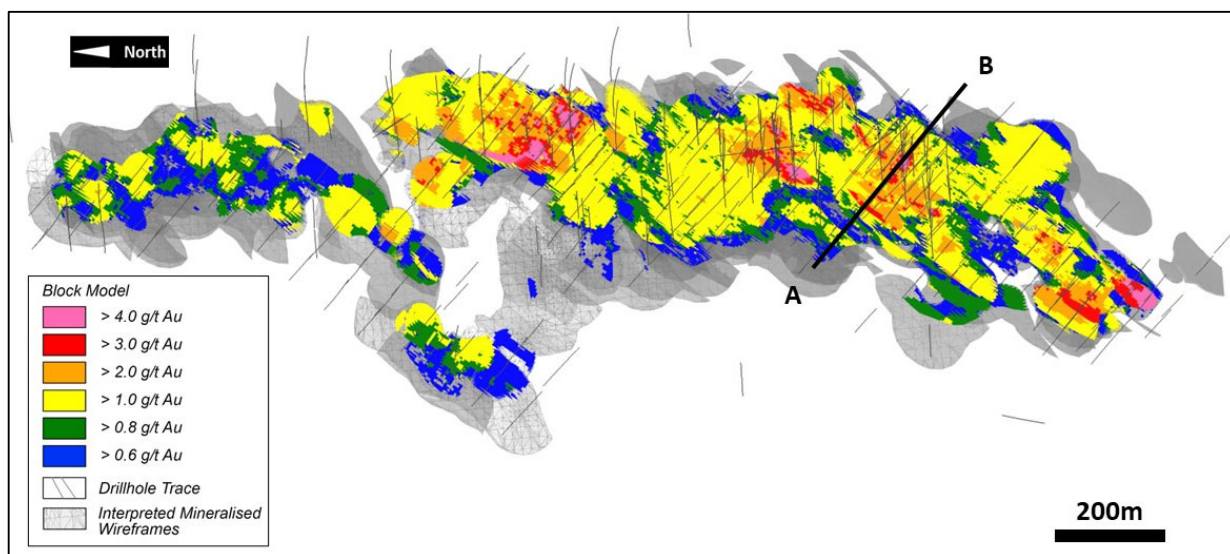 North
B
A
Block Model
> 4.0 g/t Au
> 3.0 g/t Au
> 2.0 g/t Au
> 1.0 g/t Au
> 0.8 g/t Au
> 0.6 g/t Au
Drillhole Trace
Interpreted Mineralised
Wireframes
200m